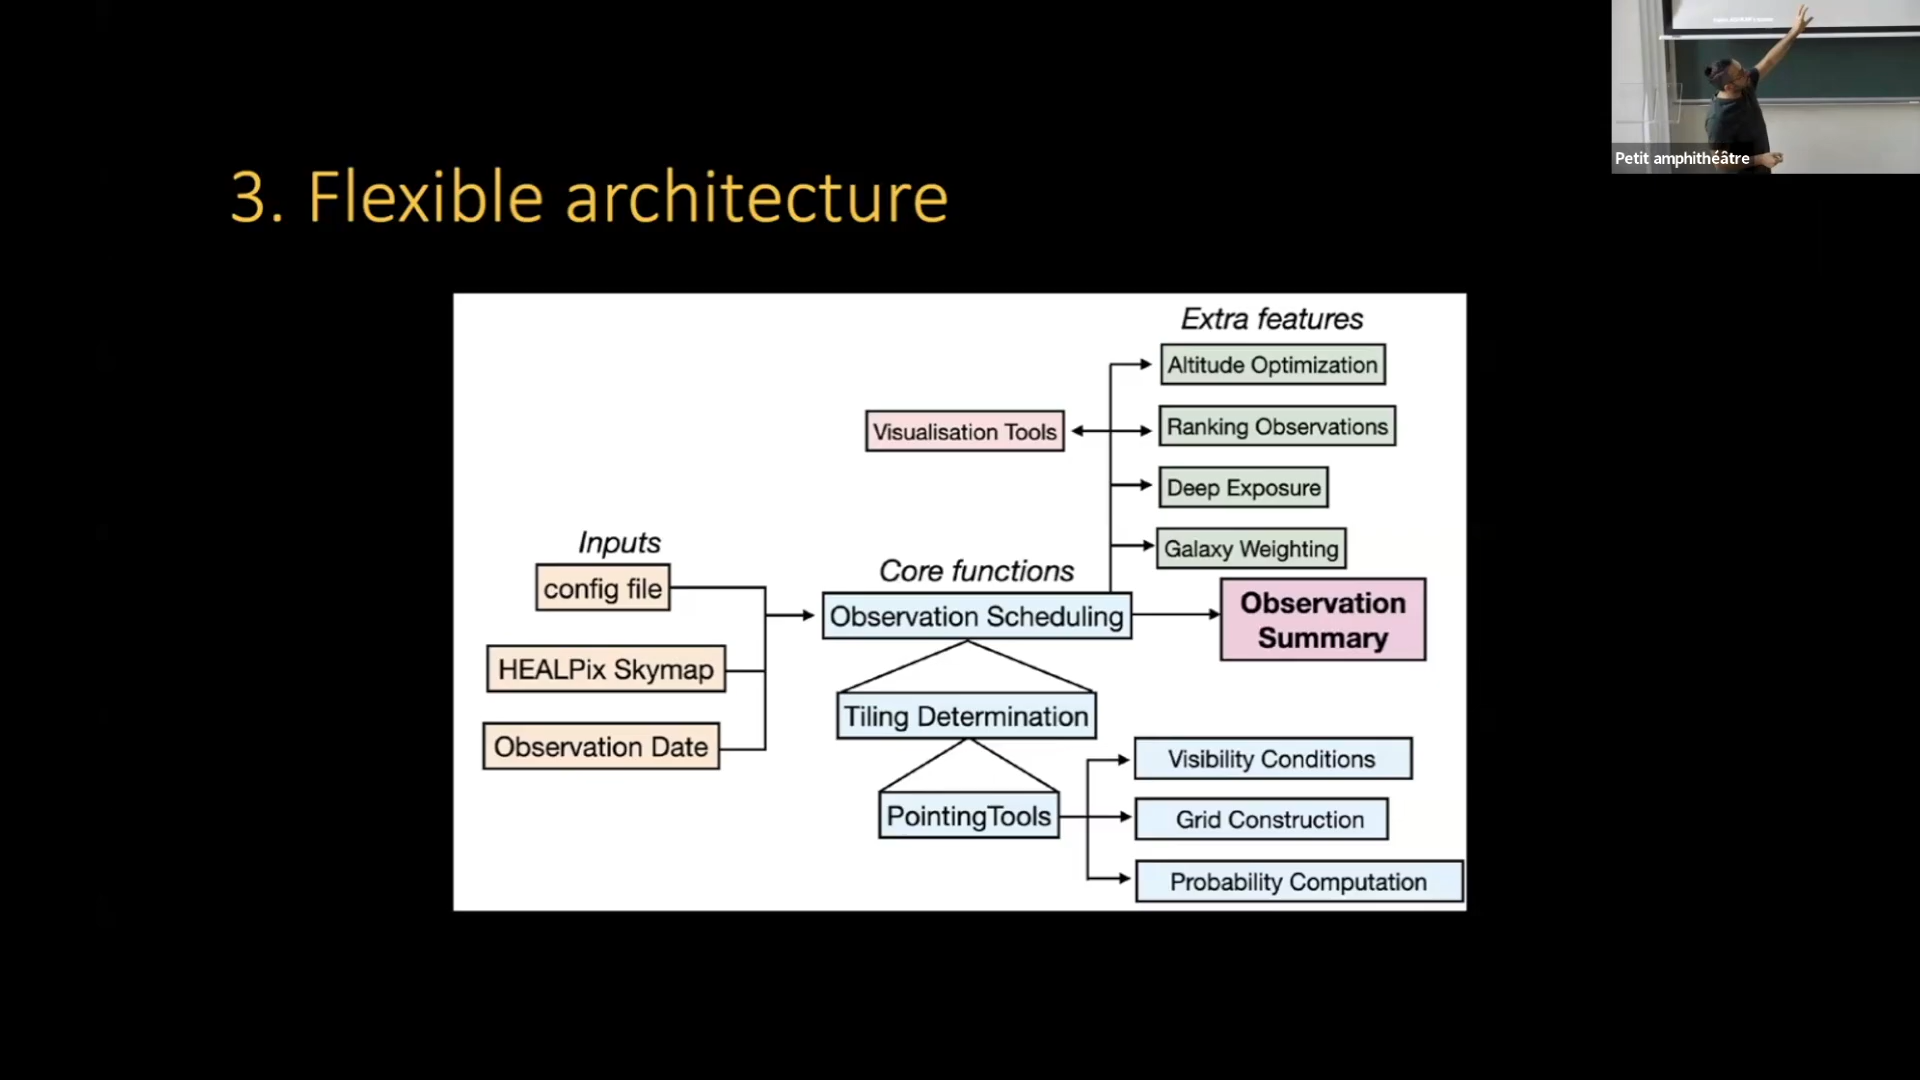 Petit amphithéâtre
3. Flexible architecture
Extra features
Altitude Optimization
Visualisation Tools
Ranking Observations
Deep Exposure
Galaxy Weighting
Inputs
config file
HEALPix Skymap
Observation Date
Core functions
Observation Scheduling
Observation
Summary
Tiling Determination
PointingTools
Visibility Conditions
Grid Construction
Probability Computation